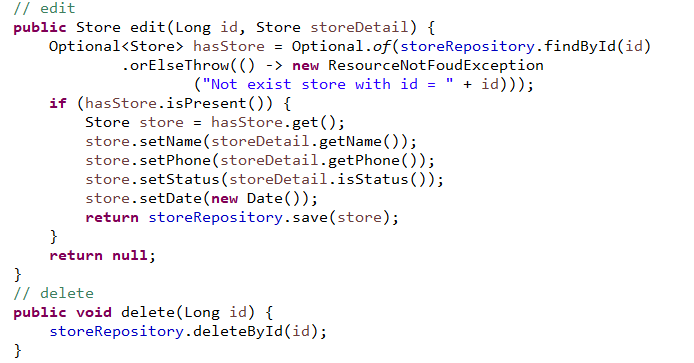 // edit
public Store edit(Long id, Store storeDetail) {
    Optional<Store> hasStore = Optional.of(storeRepository.findById(id)
            .orElseThrow(() -> new ResourceNotFoudException
                    ("Not exist store with id = " + id)));
    if (hasStore.isPresent()) {
        Store store = hasStore.get();
        store.setName(storeDetail.getName());
        store.setPhone(storeDetail.getPhone());
        store.setStatus(storeDetail.isStatus());
        store.setDate(new Date());
        return storeRepository.save(store);
    }
    return null;
}
// delete
public void delete(Long id) {
    storeRepository.deleteById(id);
}